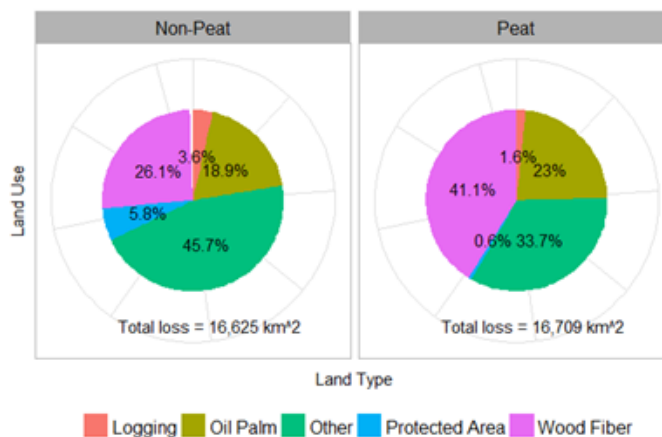 Non-Peat
Peat
Land Use
3.6%
18.9%
26.1%
5.8%
45.7%
Total loss = 16,625 km^2
1.6%
23%
41.1%
0.6%
33.7%
Total loss = 16,709 km^2
Land Type
Logging
Oil Palm
Other
Protected Area
Wood Fiber